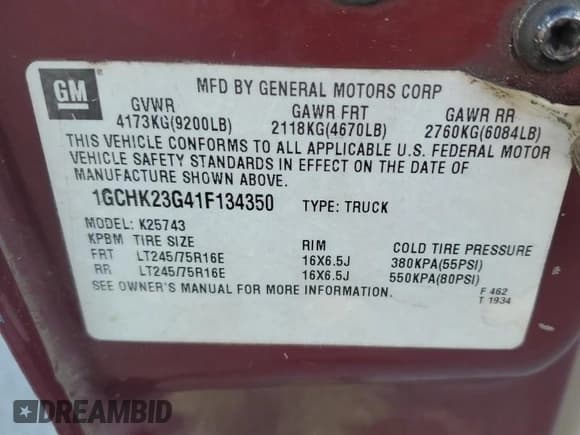 GM
MFD BY GENERAL MOTORS CORP
GVWR GAWR FRT GAWR RR
4173KG(9200LB) 2118KG(4670LB) 2760KG(6084LB)
THIS VEHICLE CONFORMS TO ALL APPLICABLE U.S. FEDERAL MOTOR
VEHICLE SAFETY STANDARDS IN EFFECT ON THE DATE OF
MANUFACTURE SHOWN ABOVE.
1GCHK23G41F134350 TYPE: TRUCK
MODEL: K25743
KPBM TIRE SIZE RIM COLD TIRE PRESSURE
FRT LT245/75R16E 16X6.5J 380KPA(55PSI)
RR LT245/75R16E 16X6.5J 550KPA(80PSI)
SEE OWNER'S MANUAL FOR MORE INFORMATION.
F 462
T 1934
DREAMBID